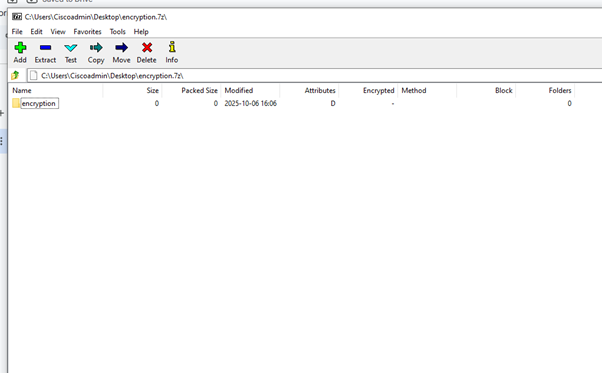 Saved to Drive
C:\Users\Ciscoadmin\Desktop\encryption.7z\
File Edit View Favorites Tools Help
Add Extract Test Copy Move Delete Info
C:\Users\Ciscoadmin\Desktop\encryption.7z\
Name Size Packed Size Modified Attributes Encrypted Method Block Folders
encryption 0 0 2025-10-06 16:06 D - 0